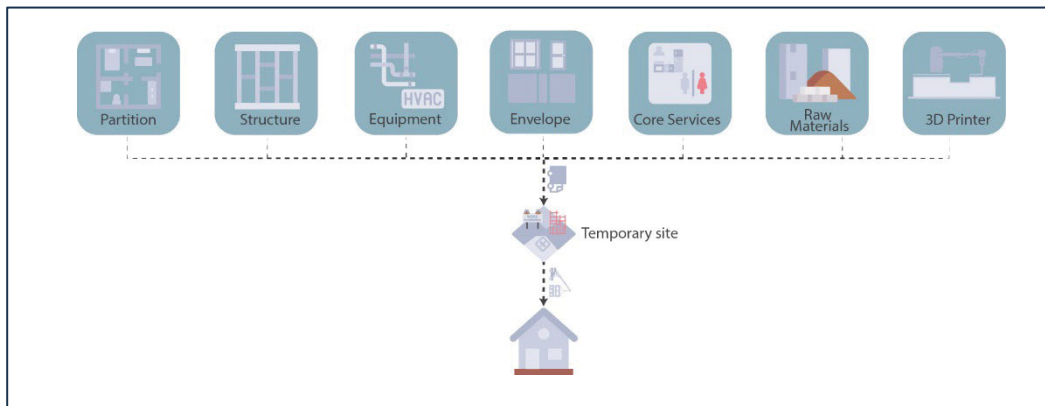 HVAC
Partition
Structure
Equipment
Envelope
Core Services
Raw
Materials
3D Printer
Temporary site